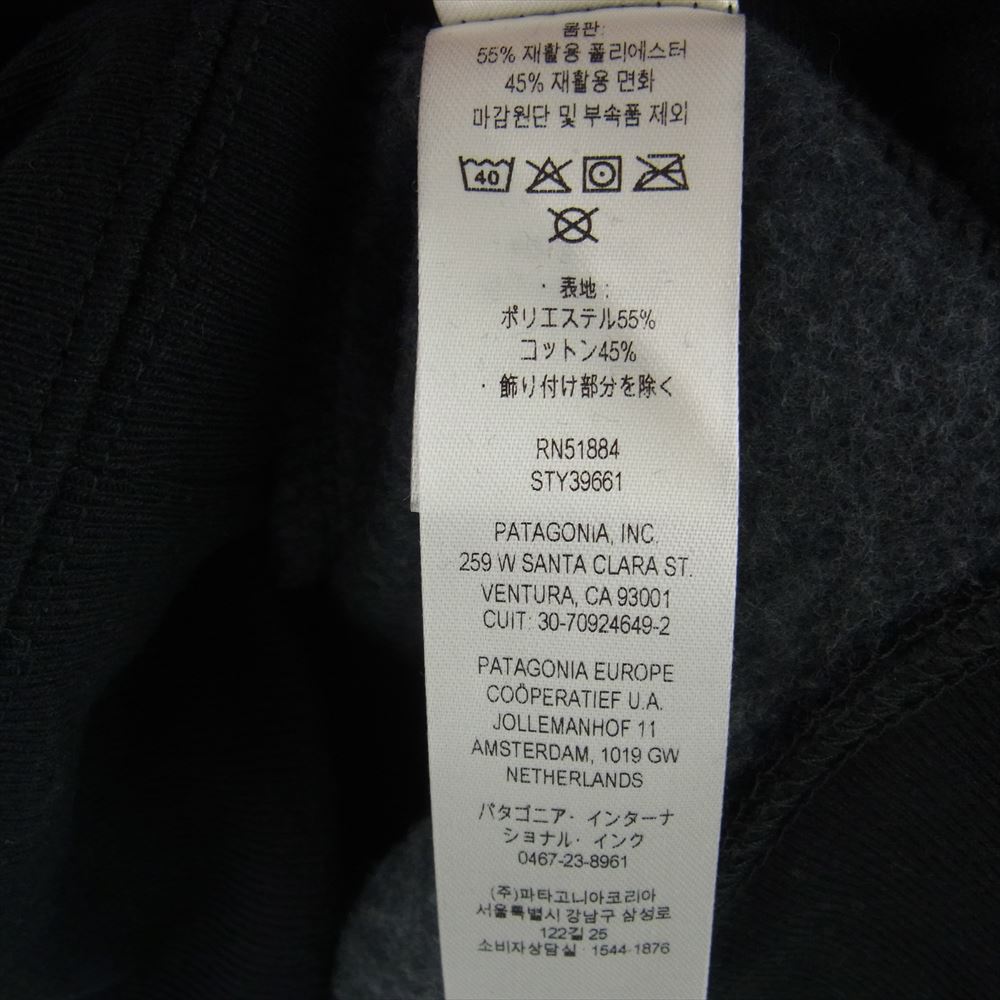 몸판:
55% 재활용 폴리에스터
45% 재활용 면화
마감원단 및 부속품 제외
40
・表地:
ポリエステル55%
コットン45%
・飾り付け部分を除く
RN51884
STY39661
PATAGONIA, INC.
259 W SANTA CLARA ST.
VENTURA, CA 93001
CUIT: 30-70924649-2
PATAGONIA EUROPE
COÖPERATIEF U.A.
JOLLEMANHOF 11
AMSTERDAM, 1019 GW
NETHERLANDS
パタゴニア・インターナ
ショナル・インク
0467-23-8961
(주)파타고니아코리아
서울특별시 강남구 삼성로
122길 25
소비자상담실 · 1544-1876